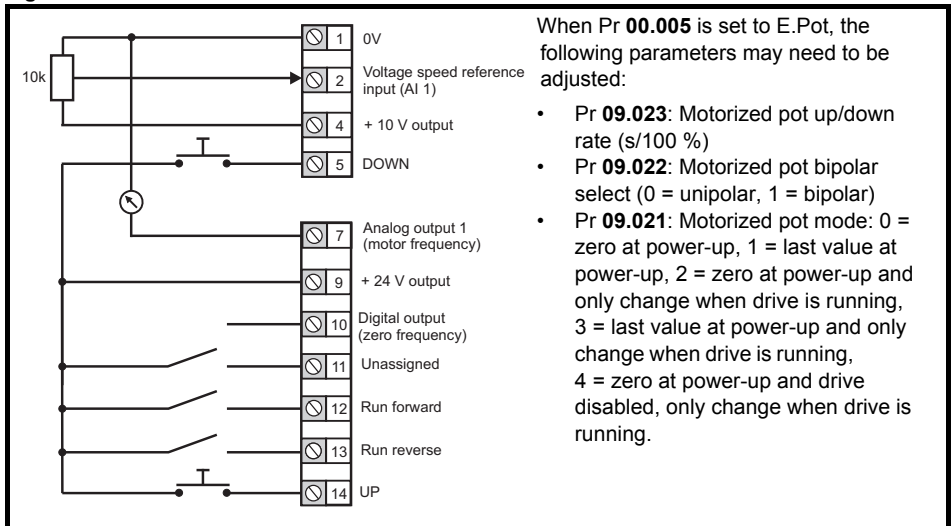 10k
1 0V
2 Voltage speed reference
input (AI 1)
4 + 10 V output
5 DOWN
7 Analog output 1
(motor frequency)
9 + 24 V output
10 Digital output
(zero frequency)
11 Unassigned
12 Run forward
13 Run reverse
14 UP
When Pr 00.005 is set to E.Pot, the
following parameters may need to be
adjusted:
• Pr 09.023: Motorized pot up/down
rate (s/100 %)
• Pr 09.022: Motorized pot bipolar
select (0 = unipolar, 1 = bipolar)
• Pr 09.021: Motorized pot mode: 0 =
zero at power-up, 1 = last value at
power-up, 2 = zero at power-up and
only change when drive is running,
3 = last value at power-up and only
change when drive is running,
4 = zero at power-up and drive
disabled, only change when drive is
running.